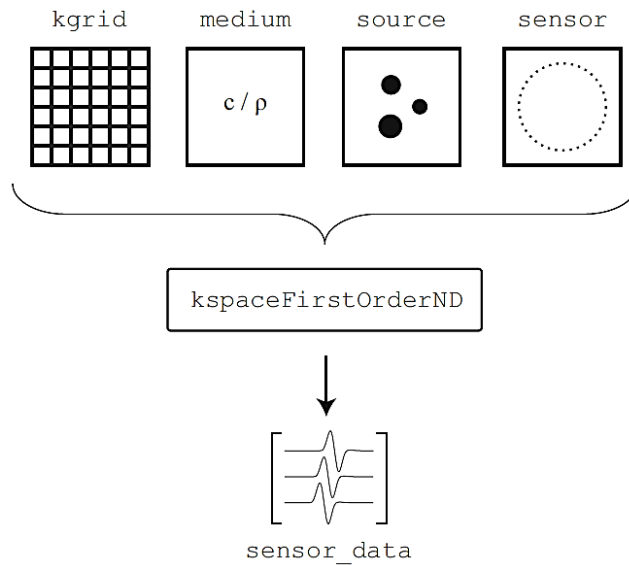 kgrid medium source sensor
c / ρ
kspaceFirstOrderND
sensor_data